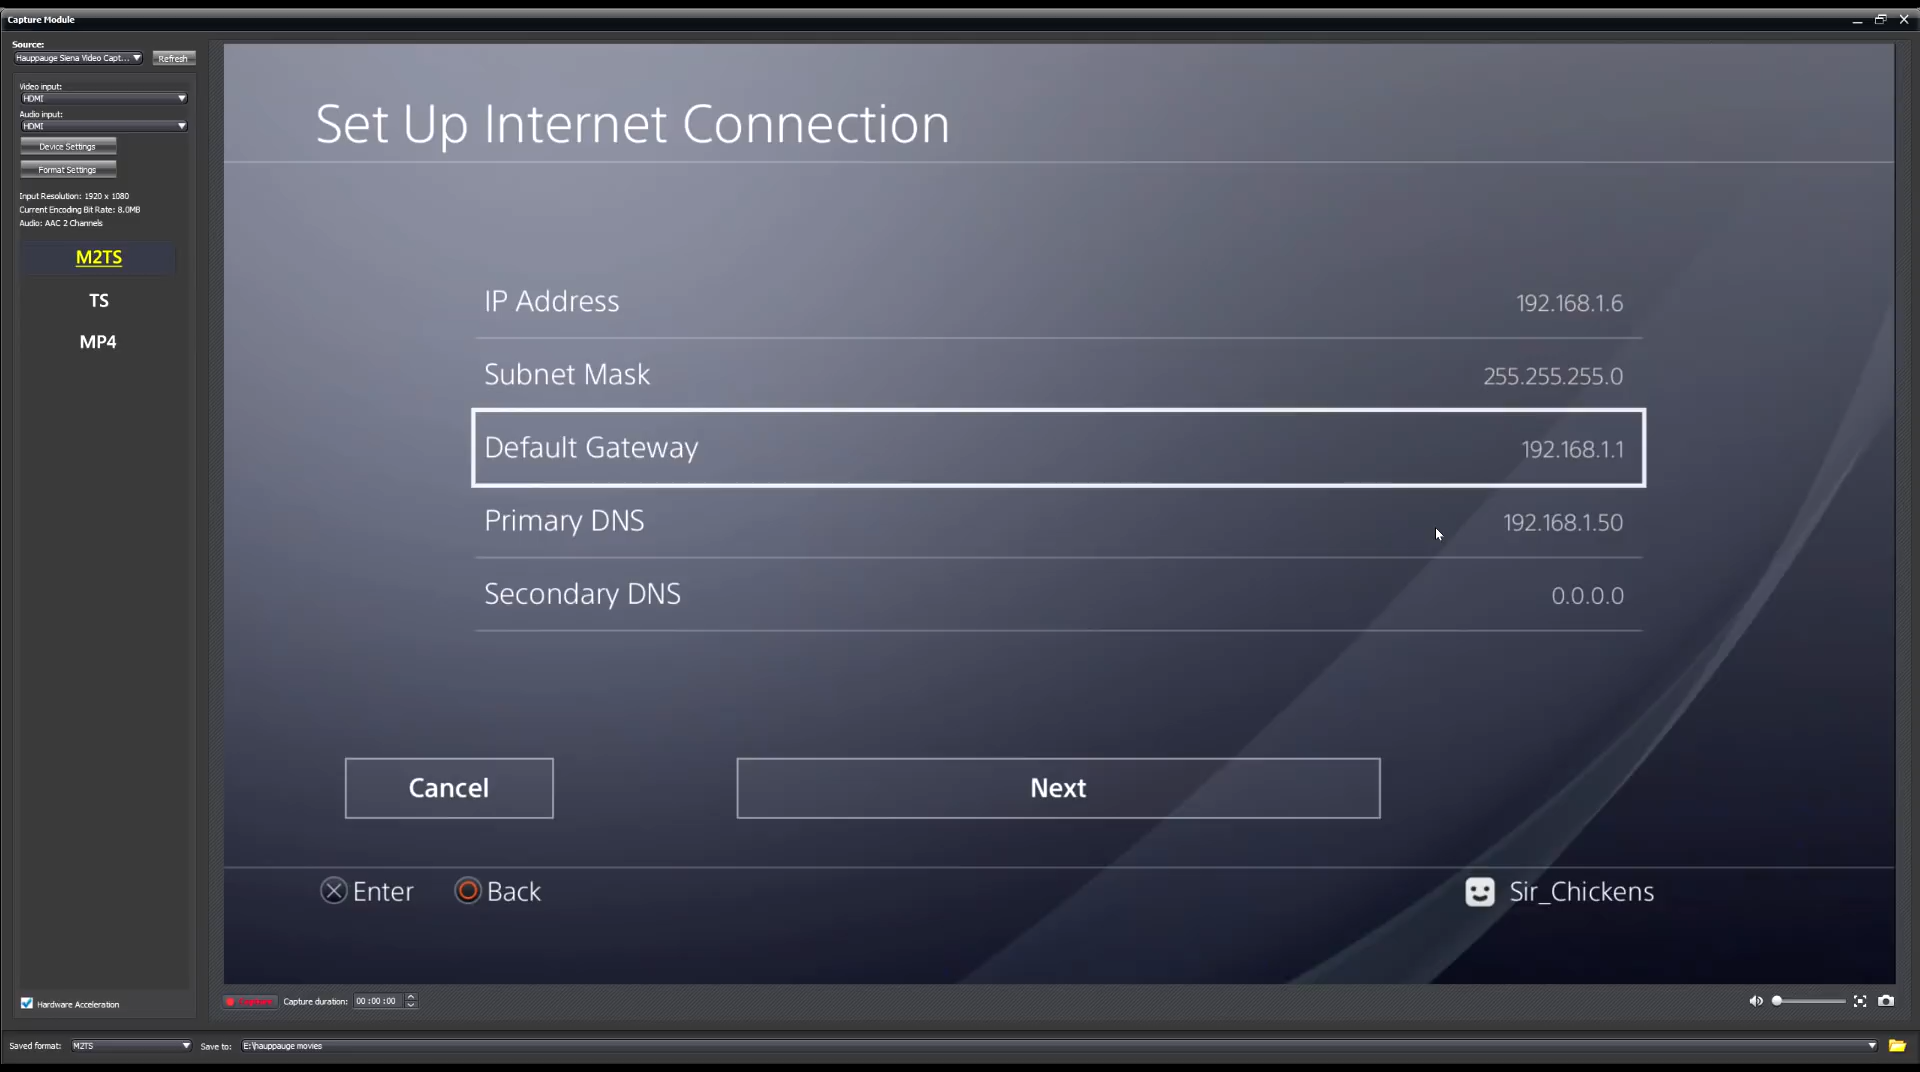 Capture Module
Source:
Hauppauge Siena Video Capt...
Refresh
Video input:
HDMI
Audio input:
HDMI
Device Settings
Format Settings
Input Resolution: 1920 x 1080
Current Encoding Bit Rate: 8.0MB
Audio: AAC 2 Channels
M2TS
TS
MP4
Set Up Internet Connection
IP Address 192.168.1.6
Subnet Mask 255.255.255.0
Default Gateway 192.168.1.1
Primary DNS 192.168.1.50
Secondary DNS 0.0.0.0
Cancel Next
Enter Back Sir_Chickens
Hardware Acceleration
Capture Capture duration: 00:00:00
Saved format: M2TS Save to: E:\hauppauge movies